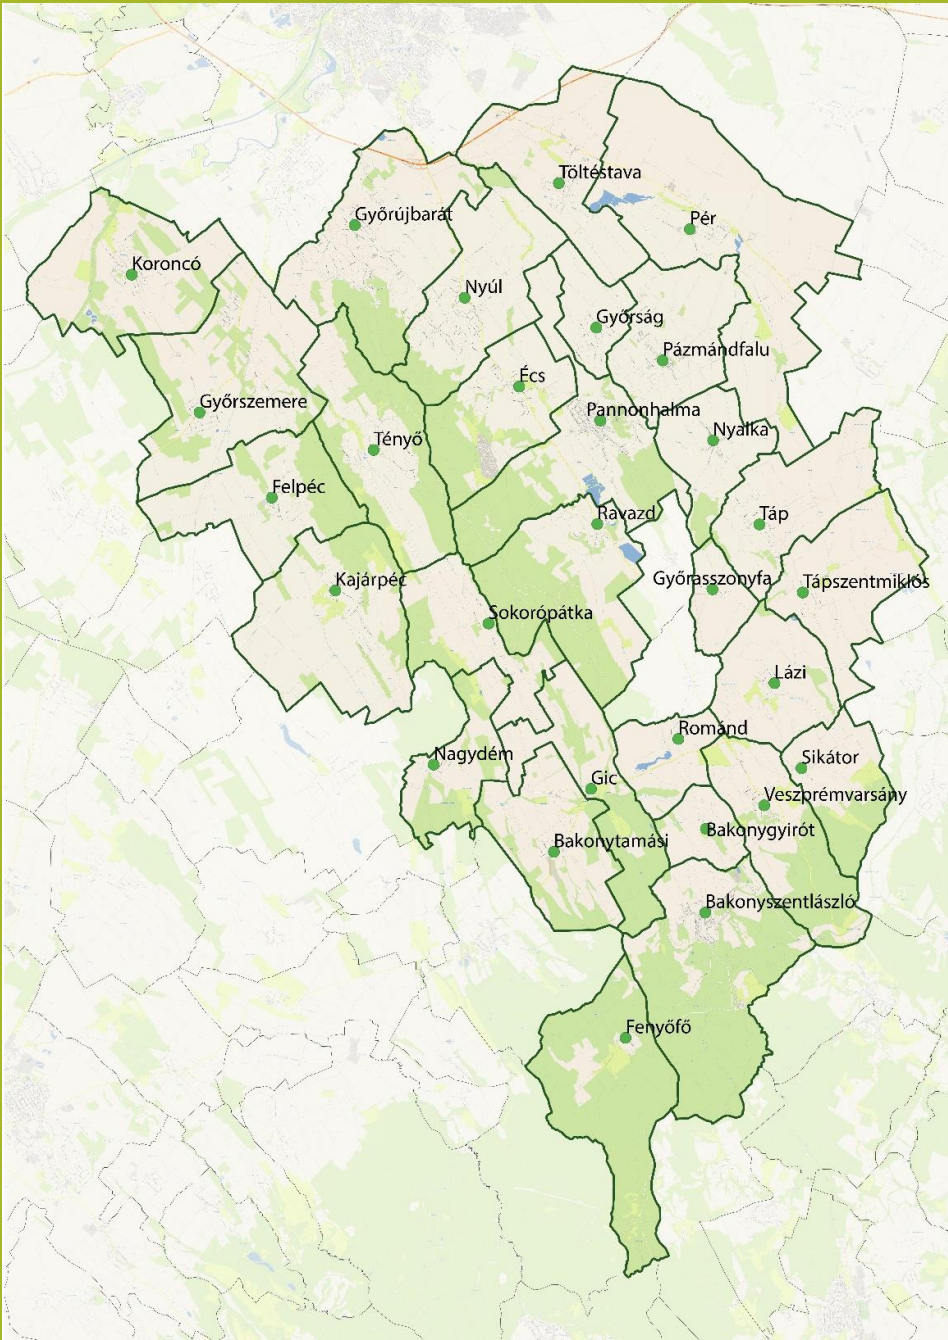 Töltéstava
Győrújbarát
Pér
Koroncó
Nyúl
Győrság
Pázmándfalu
Écs
Győrszemere
Pannonhalma
Nyalka
Tényő
Felpéc
Ravazd
Táp
Kajárpéc
Győrasszonyfa
Tápszentmiklós
Sokorópátka
Lázi
Románd
Nagydém
Sikátor
Gic
Veszprémvarsány
Bakonygyirót
Bakonytamási
Bakonyszentlászló
Fenyőfő